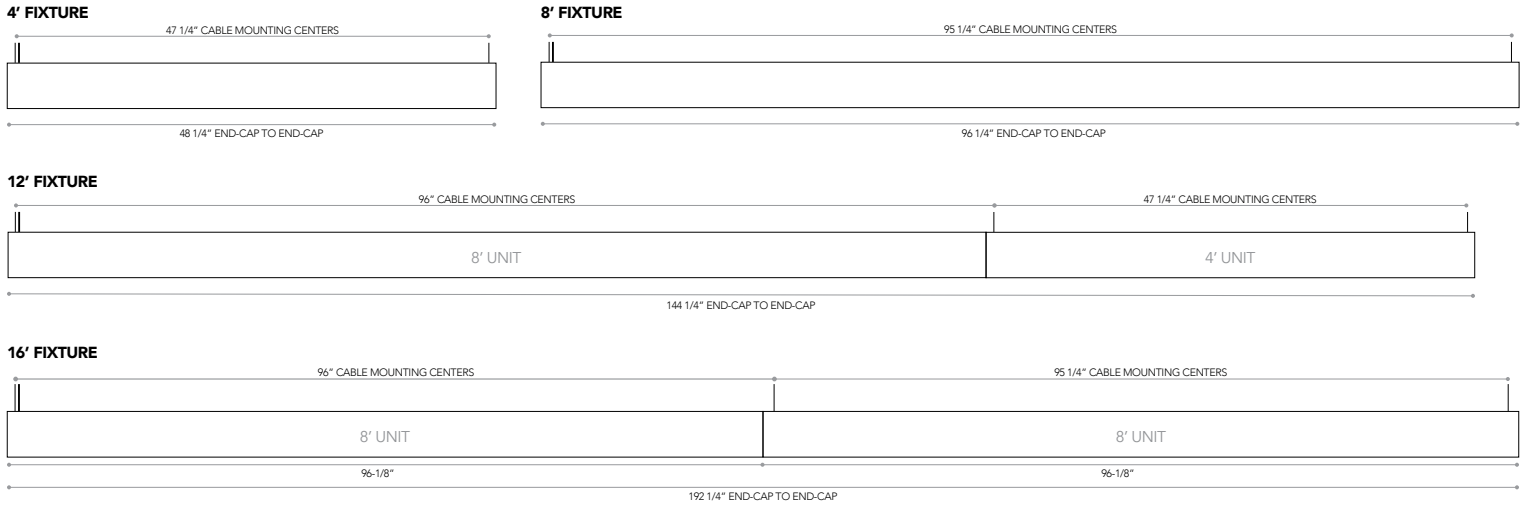 4’ FIXTURE
47 1/4“ CABLE MOUNTING CENTERS
48 1/4“ END-CAP TO END-CAP
8’ FIXTURE
95 1/4“ CABLE MOUNTING CENTERS
96 1/4“ END-CAP TO END-CAP
12’ FIXTURE
96“ CABLE MOUNTING CENTERS
47 1/4“ CABLE MOUNTING CENTERS
8’ UNIT
4’ UNIT
144 1/4“ END-CAP TO END-CAP
16’ FIXTURE
96“ CABLE MOUNTING CENTERS
95 1/4“ CABLE MOUNTING CENTERS
8’ UNIT
8’ UNIT
96-1/8“
96-1/8“
192 1/4“ END-CAP TO END-CAP